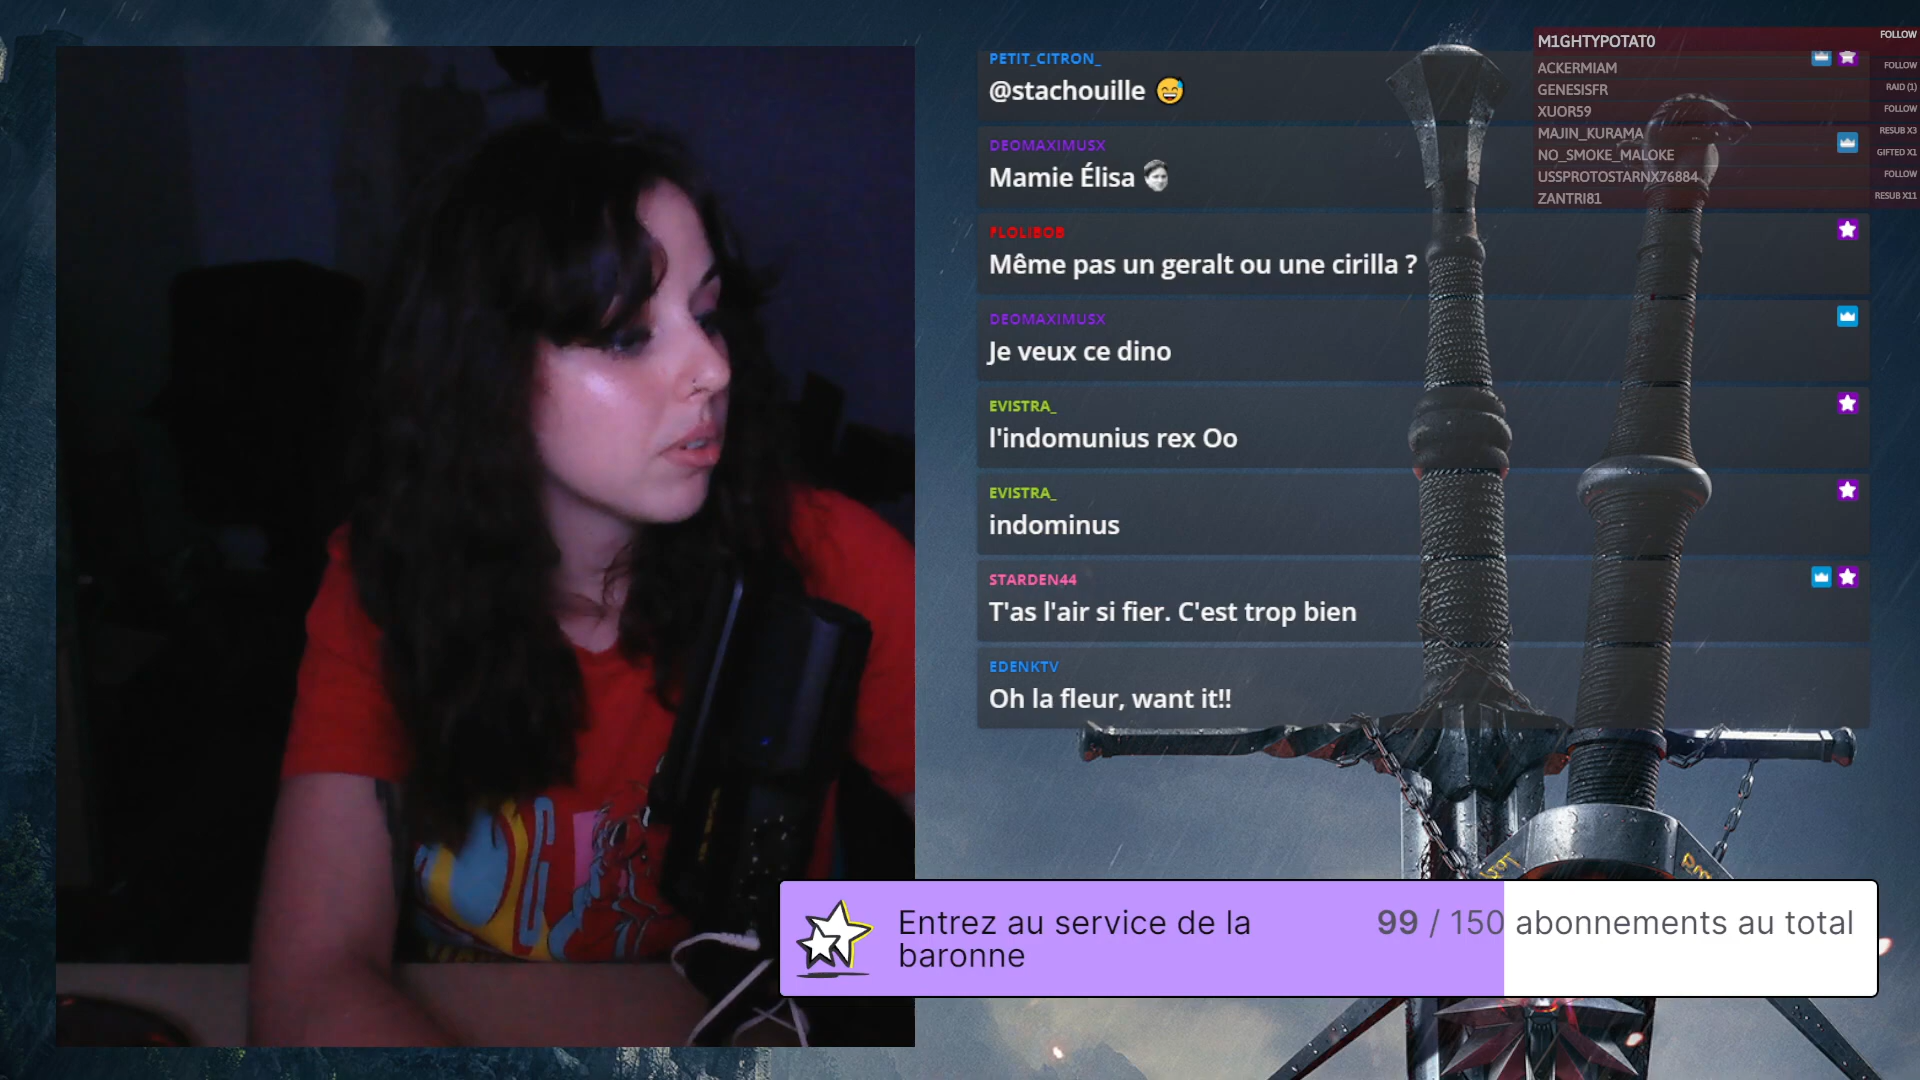 PETIT_CITRON_
@stachouille 😅
DEOMAXIMUSX
Mamie Élisa
FLOLIBOB
Même pas un geralt ou une cirilla ?
DEOMAXIMUSX
Je veux ce dino
EVISTRA_
l'indomunius rex Oo
EVISTRA_
indominus
STARDEN44
T'as l'air si fier. C'est trop bien
EDENKTV
Oh la fleur, want it!!
M1GHTYPOTAT0 FOLLOW
ACKERMIAM FOLLOW
GENESISFR RAID (1)
XUOR59 FOLLOW
MAJIN_KURAMA RESUB X3
NO_SMOKE_MALOKE GIFTED X1
USSPROTOSTARNX76884 FOLLOW
ZANTRI81 RESUB X11
Entrez au service de la
baronne
99 / 150 abonnements au total